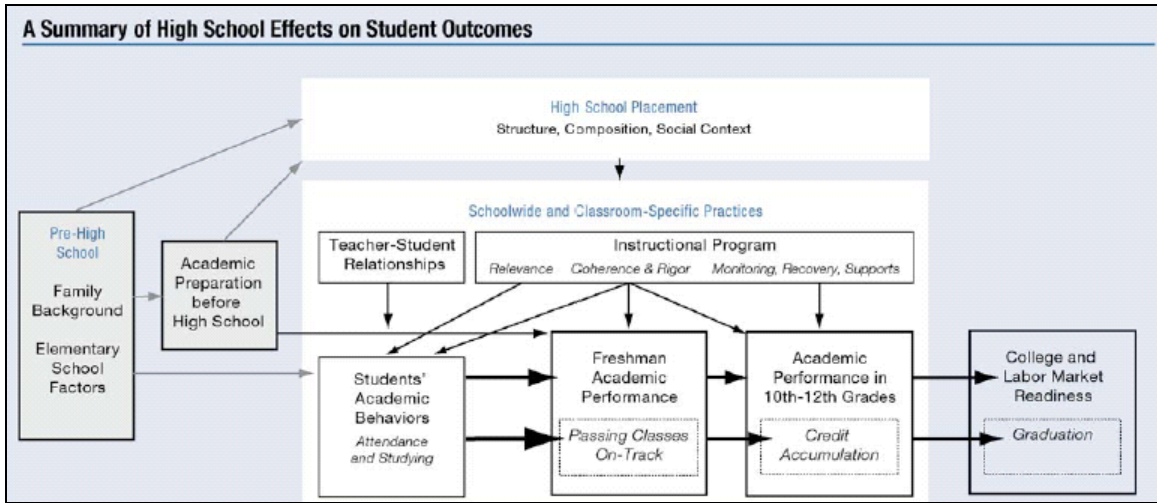 A Summary of High School Effects on Student Outcomes
High School Placement
Structure, Composition, Social Context
Schoolwide and Classroom-Specific Practices
Pre-High
School
Family
Background
Elementary
School
Factors
Academic
Preparation
before
High School
Teacher-Student
Relationships
Instructional Program
Relevance Coherence & Rigor Monitoring, Recovery, Supports
Students'
Academic
Behaviors
Attendance
and Studying
Freshman
Academic
Performance
Passing Classes
On-Track
Academic
Performance in
10th-12th Grades
Credit
Accumulation
College and
Labor Market
Readiness
Graduation